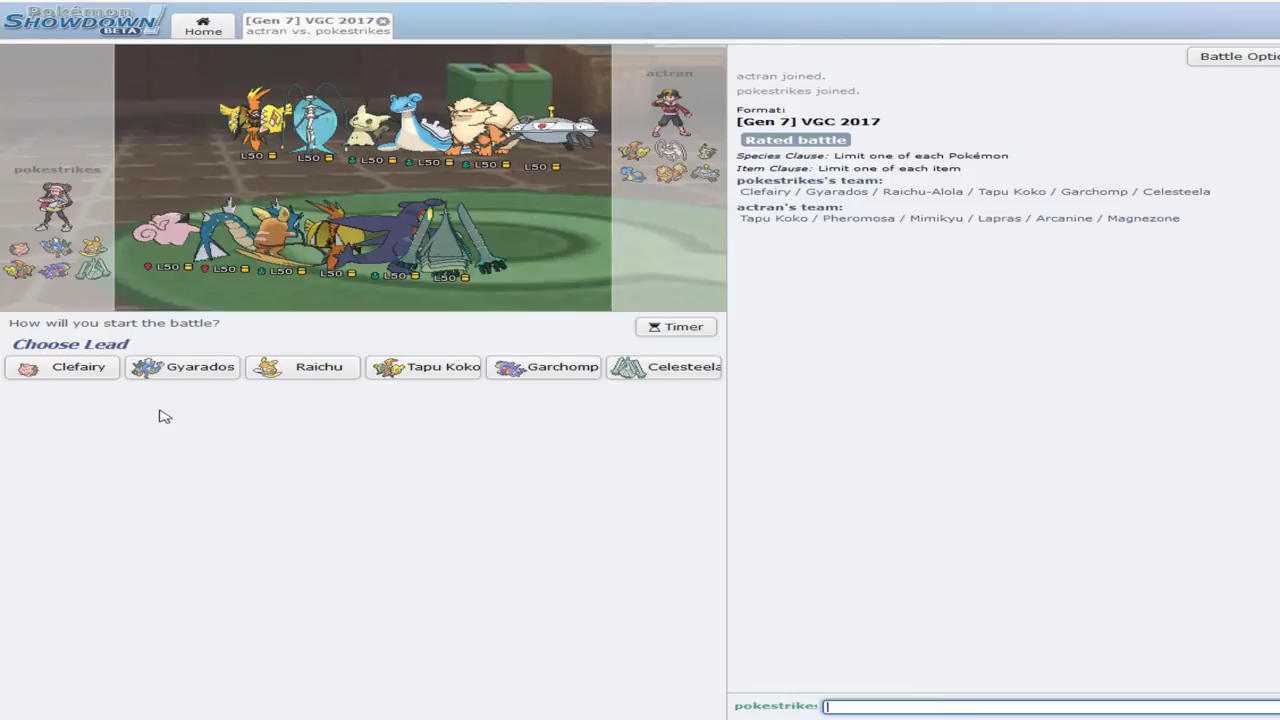 Pokémon
SHOWDOWN!
BETA
Home
[Gen 7] VGC 2017
actran vs. pokestrikes
Battle Optio
actran joined.
pokestrikes joined.
Format:
[Gen 7] VGC 2017
Rated battle
Species Clause: Limit one of each Pokémon
Item Clause: Limit one of each item
pokestrikes's team:
Clefairy / Gyarados / Raichu-Alola / Tapu Koko / Garchomp / Celesteela
actran's team:
Tapu Koko / Pheromosa / Mimikyu / Lapras / Arcanine / Magnezone
actran
pokestrikes
L50 L50 L50 L50 L50 L50
L50 L50 L50 L50 L50 L50
How will you start the battle?
Timer
Choose Lead
Clefairy Gyarados Raichu Tapu Koko Garchomp Celesteela
pokestrikes: